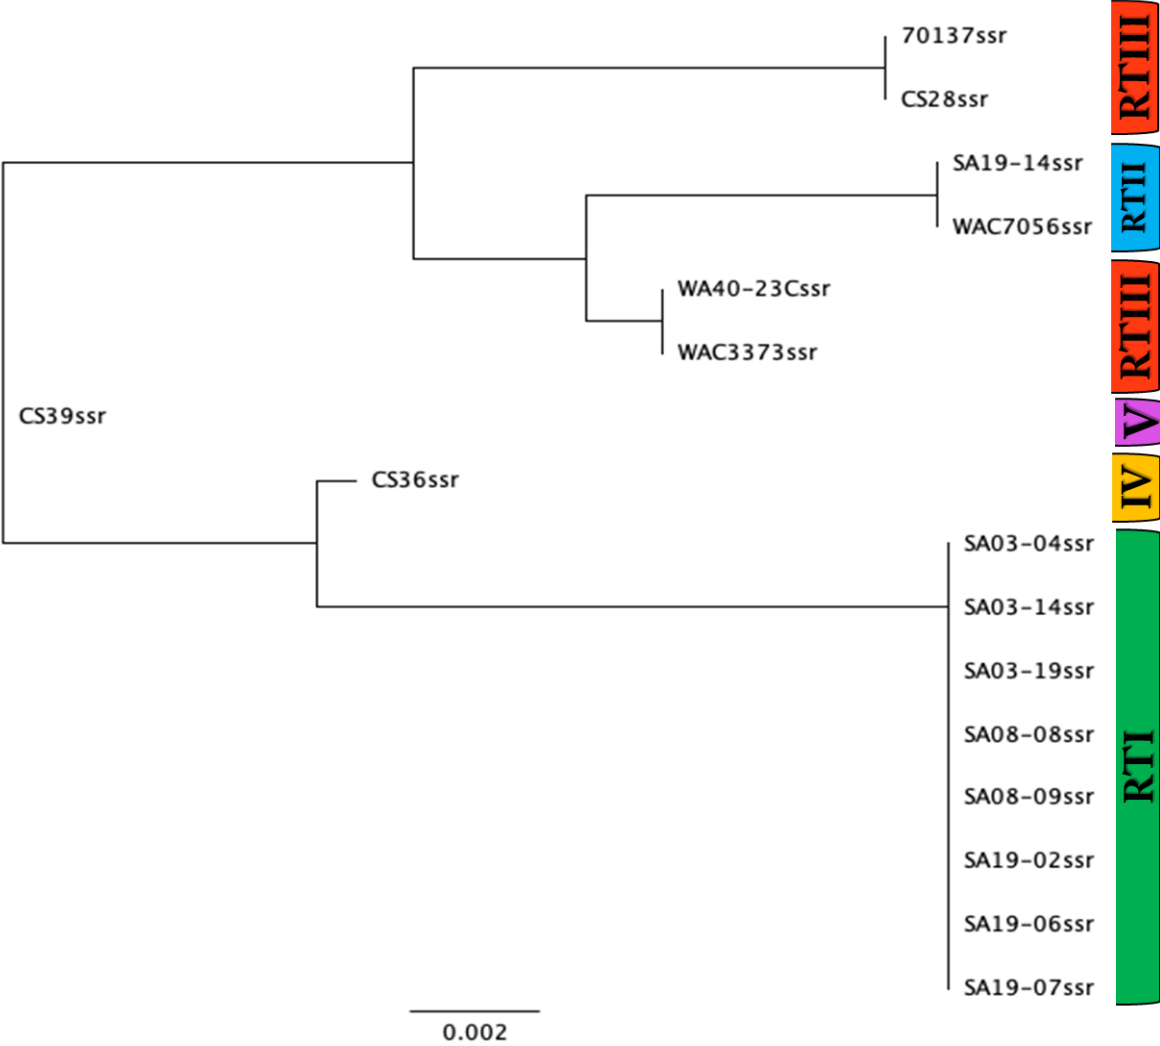 70137ssr
CS28ssr
RTIII
SA19-14ssr
WAC7056ssr
RTII
WA40-23Cssr
WAC3373ssr
RTIII
CS39ssr
V
CS36ssr
IV
SA03-04ssr
SA03-14ssr
SA03-19ssr
SA08-08ssr
SA08-09ssr
SA19-02ssr
SA19-06ssr
SA19-07ssr
RTI
0.002